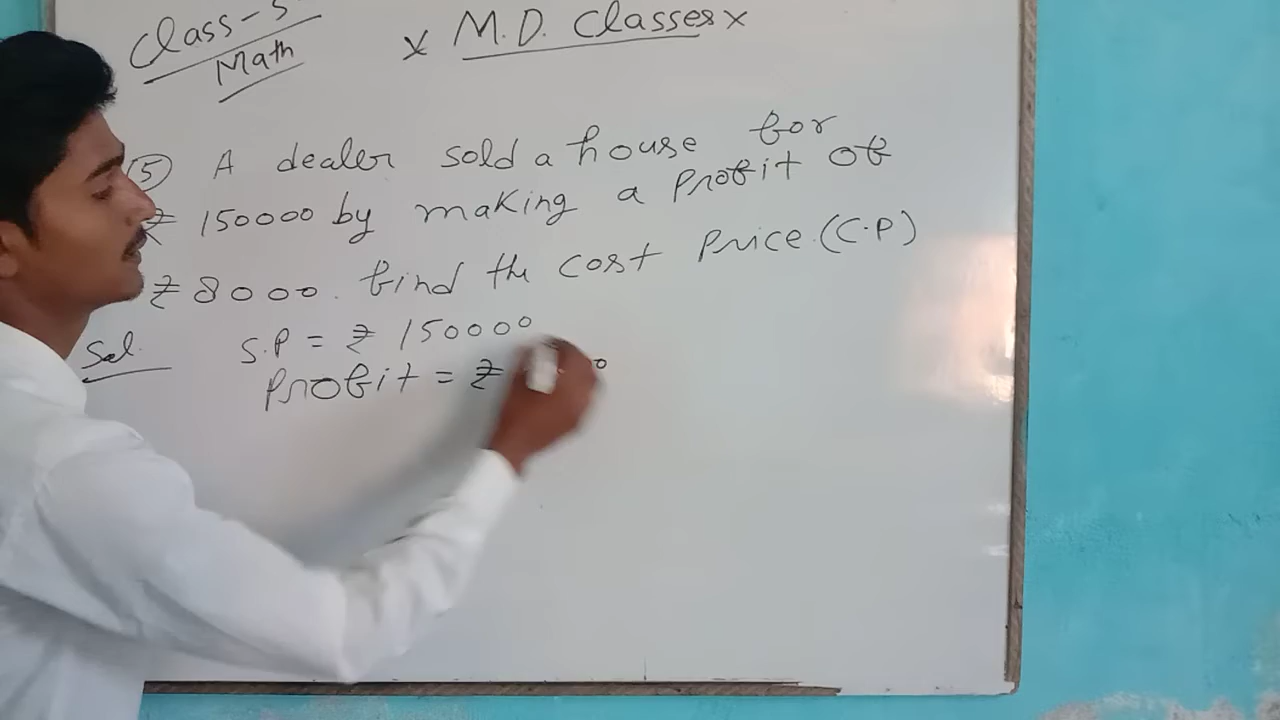 Class-5
Math
x M.D. Classes x
(5) A dealer sold a house for
₹ 150000 by making a Profit of
₹ 8000. find the cost Price.(C.P)
Sol.
S.P = ₹ 150000
Profit = ₹